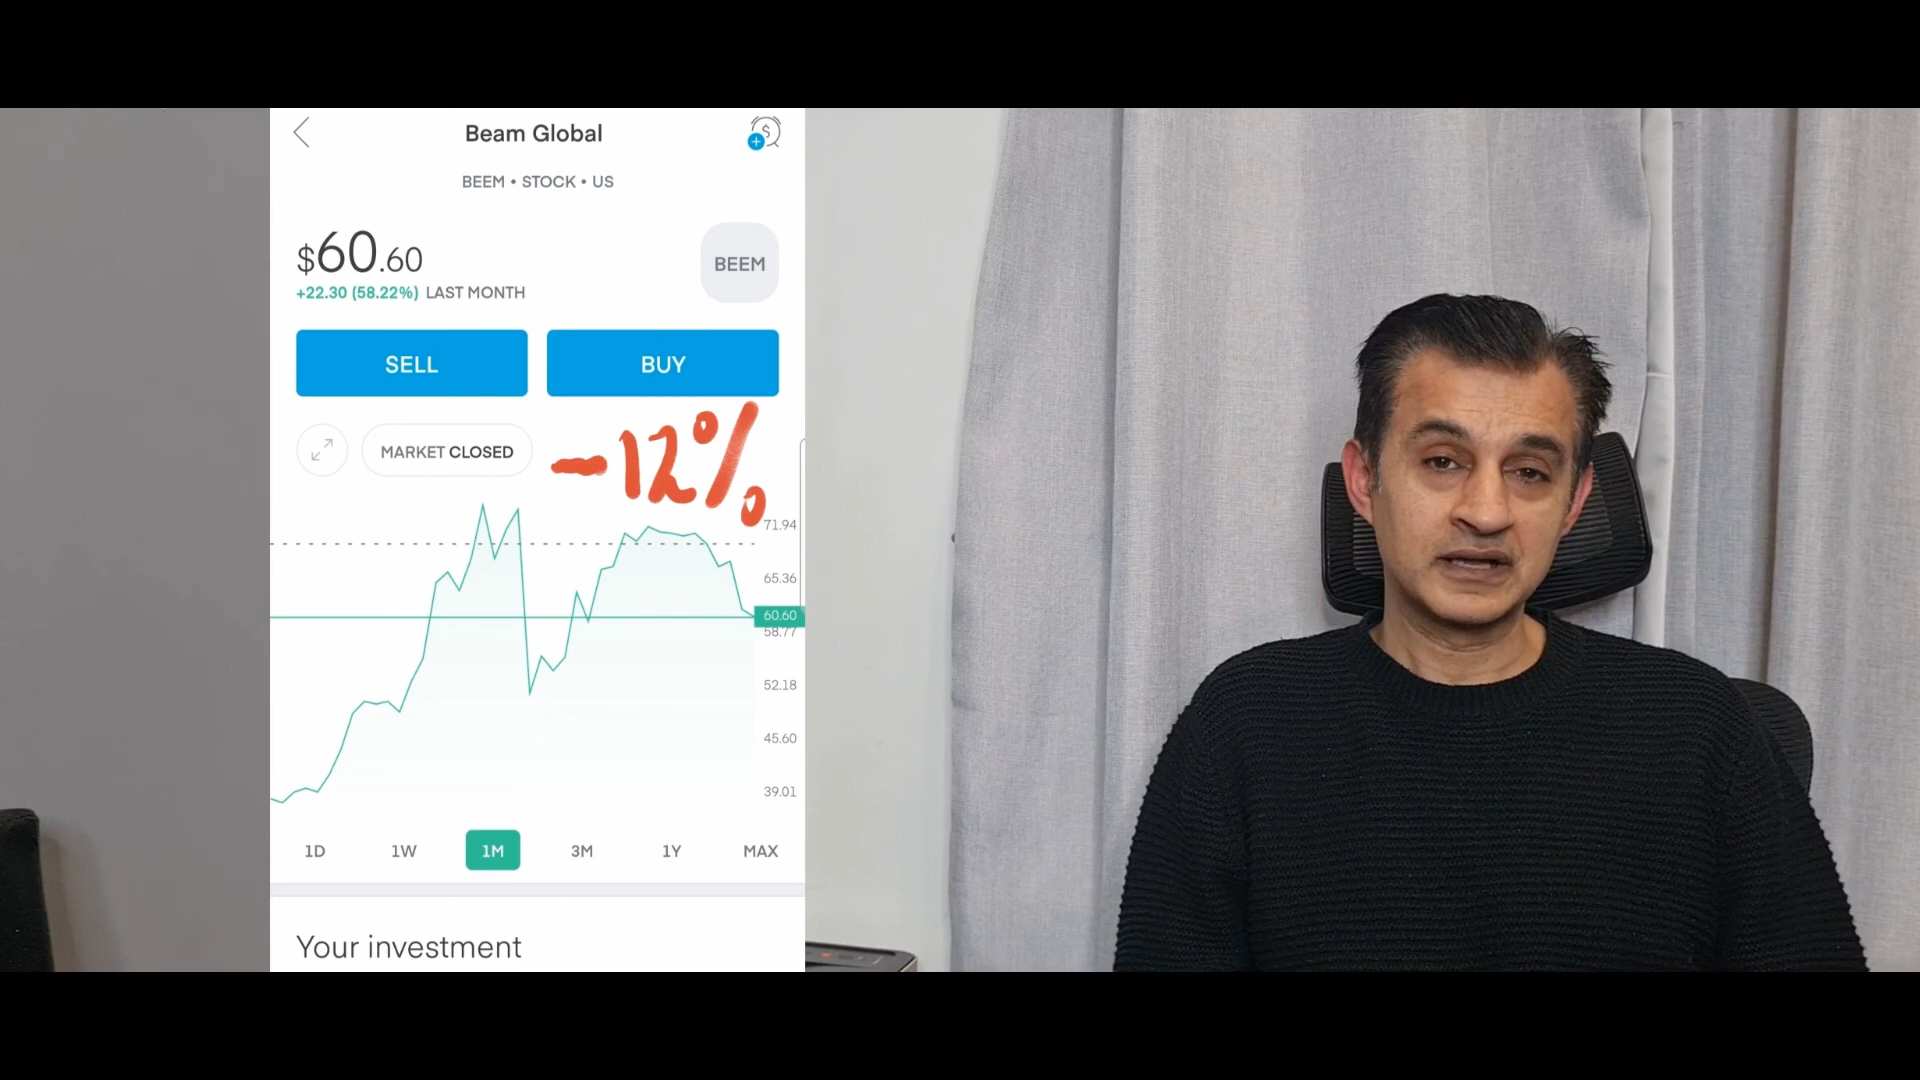 Beam Global
BEEM • STOCK • US
$60.60
BEEM
+22.30 (58.22%) LAST MONTH
SELL
BUY
MARKET CLOSED
-12%
71.94
65.36
60.60
58.77
52.18
45.60
39.01
1D
1W
1M
3M
1Y
MAX
Your investment